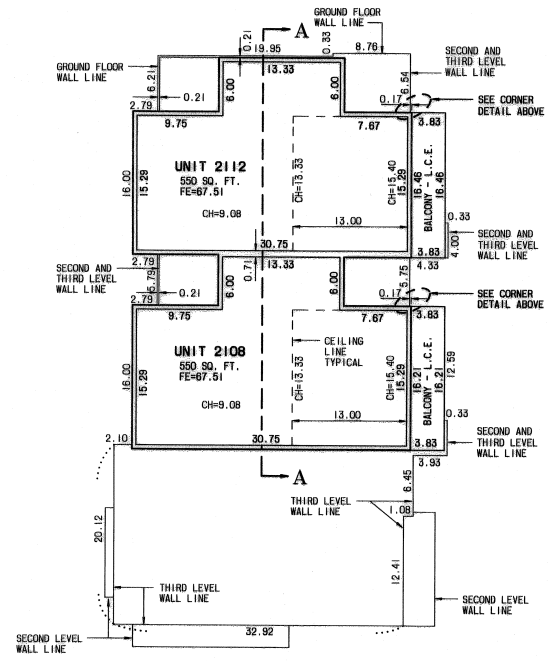 GROUND FLOOR
WALL LINE
A
0.21
19.95
0.33
8.76
GROUND FLOOR
WALL LINE
SECOND AND
THIRD LEVEL
WALL LINE
6.21
13.33
6.54
2.79
0.21
6.00
6.00
0.17
SEE CORNER
DETAIL ABOVE
9.75
7.67
3.83
UNIT 2112
550 SQ. FT.
FE=67.51
CH=9.08
16.00
15.29
CH=13.33
CH=15.40
15.29
16.46
BALCONY - L.C.E.
16.46
13.00
0.33
4.00
30.75
3.83
SECOND AND
THIRD LEVEL
WALL LINE
2.79
0.71
13.33
4.33
SECOND AND
THIRD LEVEL
WALL LINE
5.79
0.21
6.00
6.00
5.75
0.17
SEE CORNER
DETAIL ABOVE
2.79
9.75
7.67
3.83
UNIT 2108
550 SQ. FT.
FE=67.51
CH=9.08
CEILING
LINE
TYPICAL
16.00
15.29
CH=13.33
CH=15.40
15.29
16.21
BALCONY - L.C.E.
16.21
12.59
13.00
0.33
2.10
30.75
3.83
SECOND AND
THIRD LEVEL
WALL LINE
3.93
A
6.45
THIRD LEVEL
WALL LINE
1.08
20.12
12.41
THIRD LEVEL
WALL LINE
SECOND LEVEL
WALL LINE
32.92
SECOND LEVEL
WALL LINE